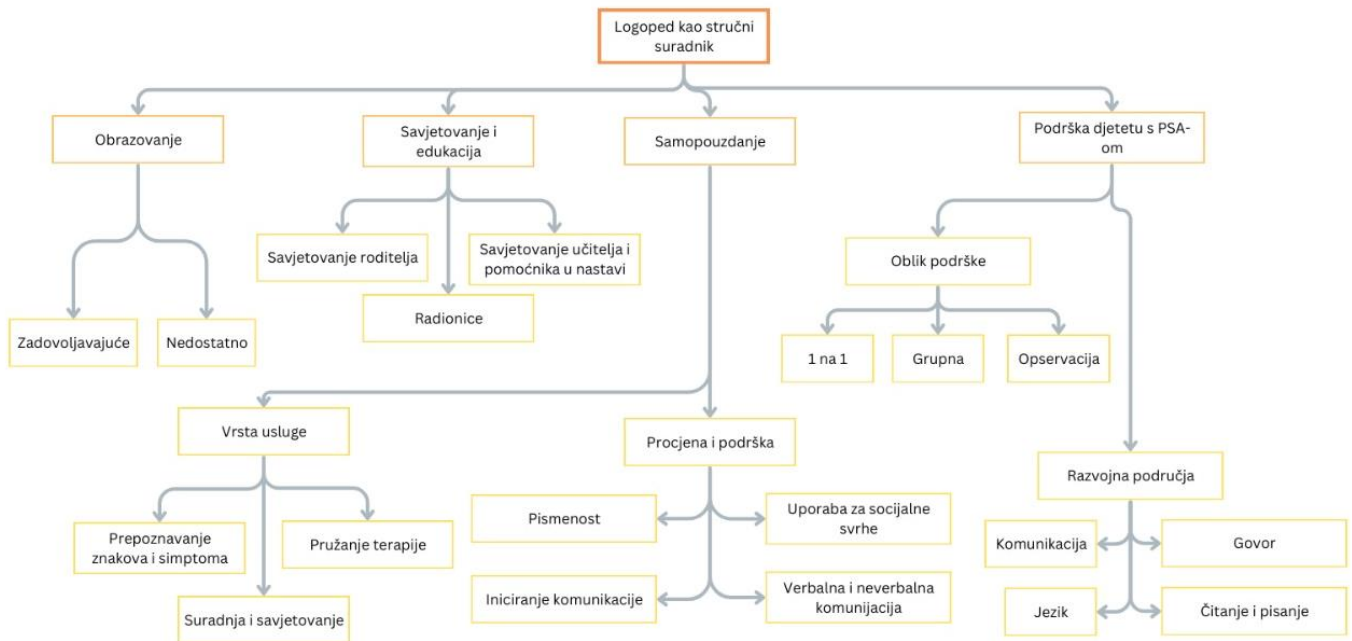 Logoped kao stručni
suradnik
Obrazovanje
Savjetovanje i
edukacija
Samopouzdanje
Podrška djetetu s PSA-
om
Savjetovanje roditelja
Savjetovanje učitelja i
pomoćnika u nastavi
Radionice
Zadovoljavajuće
Nedostatno
Oblik podrške
1 na 1
Grupna
Opservacija
Vrsta usluge
Procjena i podrška
Razvojna područja
Prepoznavanje
znakova i simptoma
Pružanje terapije
Suradnja i savjetovanje
Pismenost
Uporaba za socijalne
svrhe
Iniciranje komunikacije
Verbalna i neverbalna
komunijacija
Komunikacija
Govor
Jezik
Čitanje i pisanje